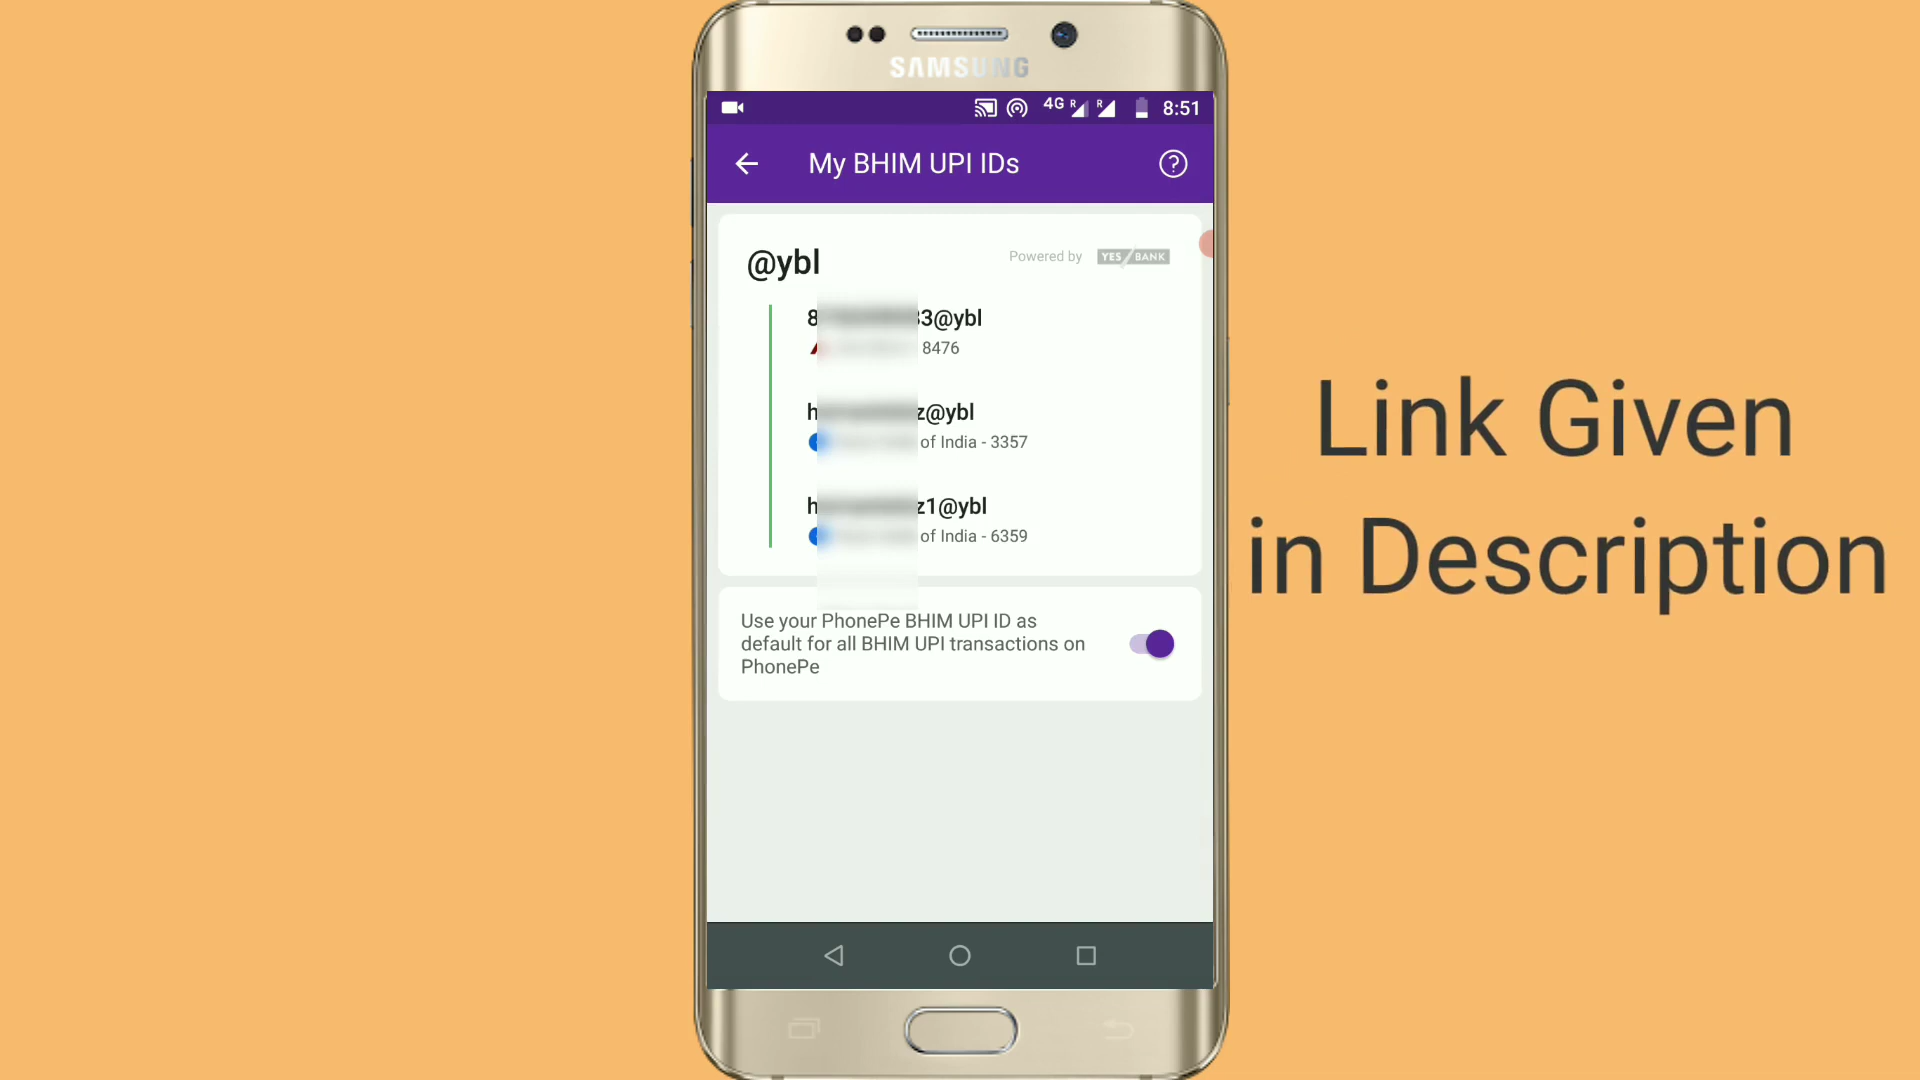 SAMSUNG
4G R R 8:51
My BHIM UPI IDs
@ybl
Powered by YES BANK
8 33@ybl
8476
h z@ybl
of India - 3357
h z1@ybl
of India - 6359
Use your PhonePe BHIM UPI ID as
default for all BHIM UPI transactions on
PhonePe
Link Given
in Description